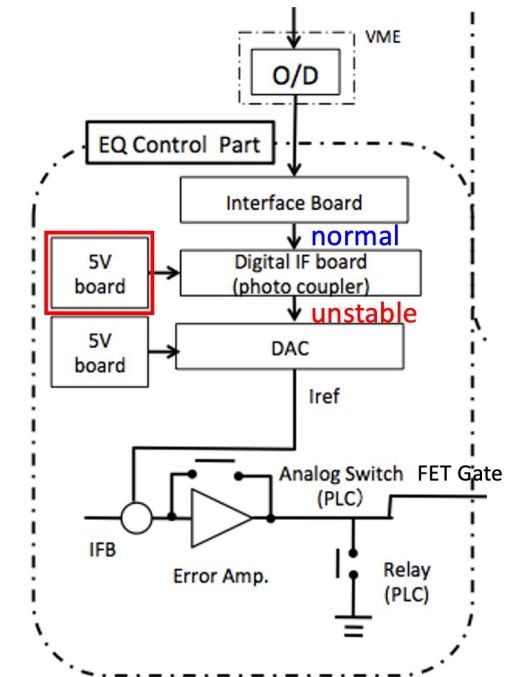 VME
O/D
EQ Control Part
Interface Board
normal
5V
board
Digital IF board
(photo coupler)
unstable
5V
board
DAC
Iref
Analog Switch
(PLC)
FET Gate
IFB
Error Amp.
Relay
(PLC)